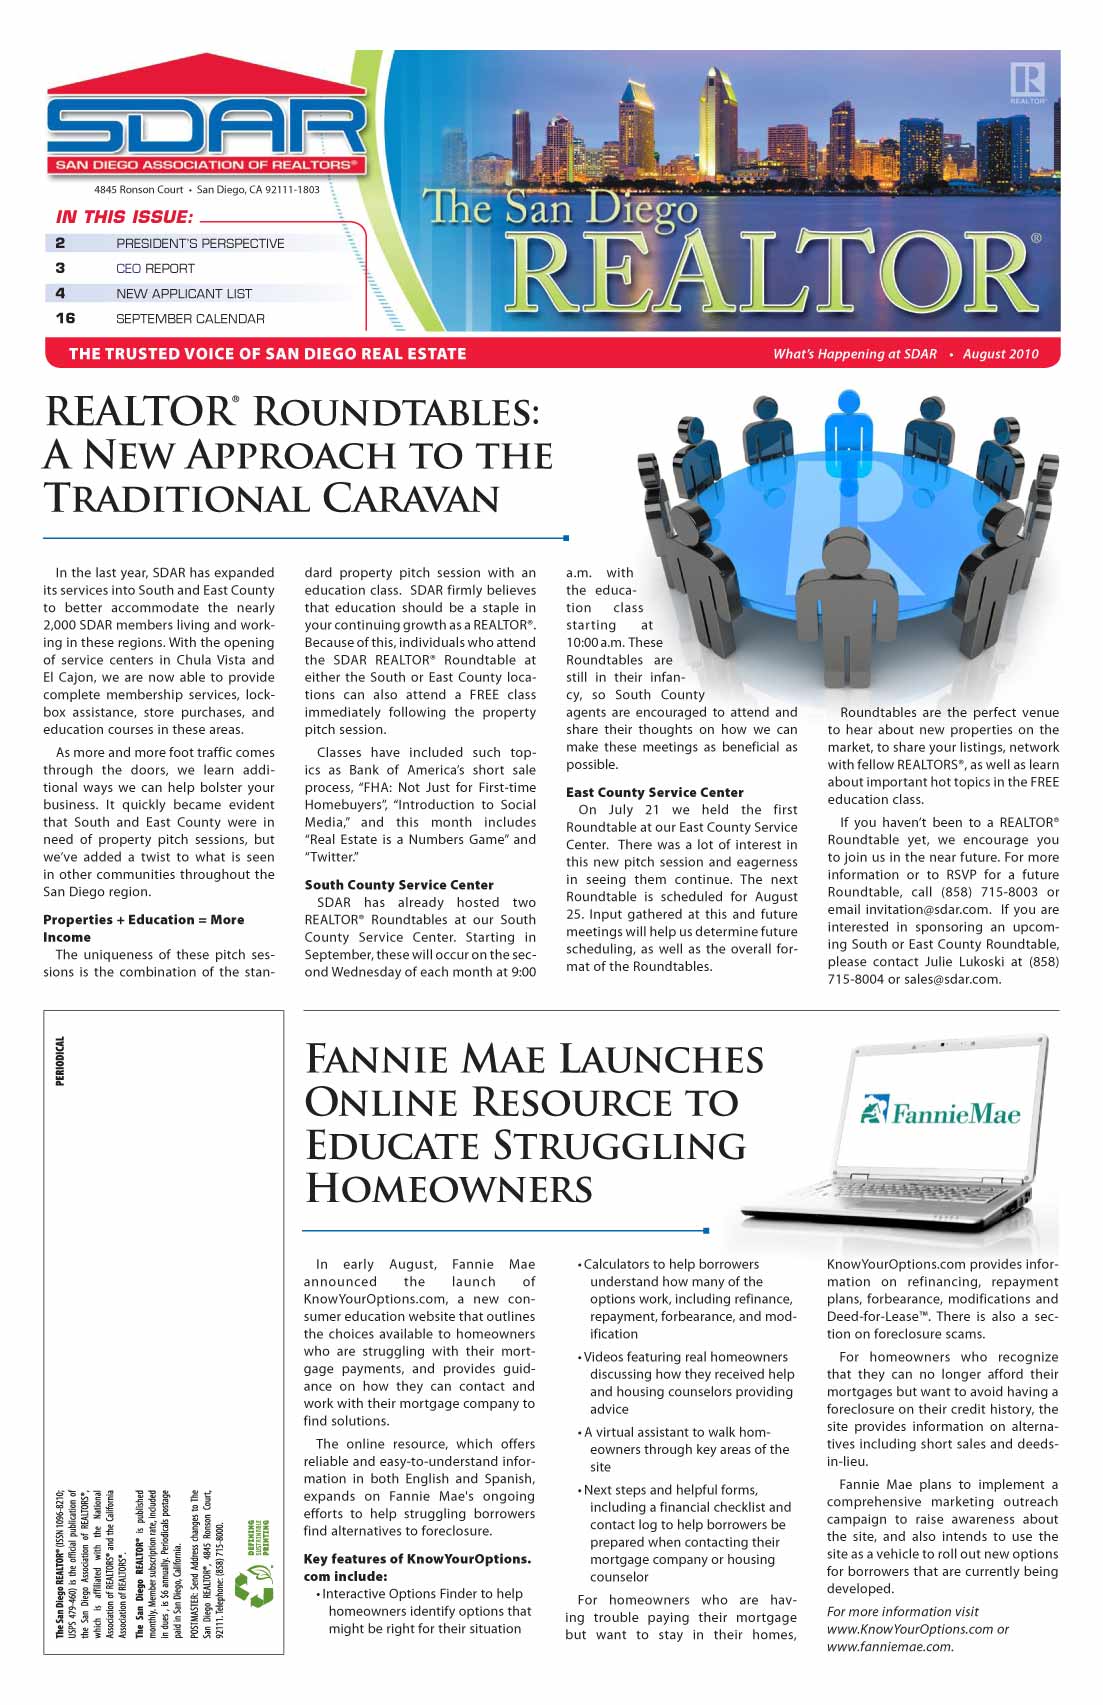 SDAR
SAN DIEGO ASSOCIATION OF REALTORS®
4845 Ronson Court • San Diego, CA 92111-1803
IN THIS ISSUE:
2 PRESIDENT'S PERSPECTIVE
3 CEO REPORT
4 NEW APPLICANT LIST
16 SEPTEMBER CALENDAR
R
REALTOR®
The San Diego
REALTOR®
THE TRUSTED VOICE OF SAN DIEGO REAL ESTATE
What's Happening at SDAR • August 2010
REALTOR® ROUNDTABLES:
A NEW APPROACH TO THE
TRADITIONAL CARAVAN
R
In the last year, SDAR has expanded
its services into South and East County
to better accommodate the nearly
2,000 SDAR members living and work-
ing in these regions. With the opening
of service centers in Chula Vista and
El Cajon, we are now able to provide
complete membership services, lock-
box assistance, store purchases, and
education courses in these areas.
As more and more foot traffic comes
through the doors, we learn addi-
tional ways we can help bolster your
business. It quickly became evident
that South and East County were in
need of property pitch sessions, but
we've added a twist to what is seen
in other communities throughout the
San Diego region.
Properties + Education = More
Income
The uniqueness of these pitch ses-
sions is the combination of the stan-
dard property pitch session with an
education class. SDAR firmly believes
that education should be a staple in
your continuing growth as a REALTOR®.
Because of this, individuals who attend
the SDAR REALTOR® Roundtable at
either the South or East County loca-
tions can also attend a FREE class
immediately following the property
pitch session.
Classes have included such top-
ics as Bank of America's short sale
process, "FHA: Not Just for First-time
Homebuyers", "Introduction to Social
Media," and this month includes
"Real Estate is a Numbers Game" and
"Twitter."
South County Service Center
SDAR has already hosted two
REALTOR® Roundtables at our South
County Service Center. Starting in
September, these will occur on the sec-
ond Wednesday of each month at 9:00
a.m. with
the educa-
tion class
starting at
10:00 a.m. These
Roundtables are
still in their infan-
cy, so South County
agents are encouraged to attend and
share their thoughts on how we can
make these meetings as beneficial as
possible.
East County Service Center
On July 21 we held the first
Roundtable at our East County Service
Center. There was a lot of interest in
this new pitch session and eagerness
in seeing them continue. The next
Roundtable is scheduled for August
25. Input gathered at this and future
meetings will help us determine future
scheduling, as well as the overall for-
mat of the Roundtables.
Roundtables are the perfect venue
to hear about new properties on the
market, to share your listings, network
with fellow REALTORS®, as well as learn
about important hot topics in the FREE
education class.
If you haven't been to a REALTOR®
Roundtable yet, we encourage you
to join us in the near future. For more
information or to RSVP for a future
Roundtable, call (858) 715-8003 or
email invitation@sdar.com. If you are
interested in sponsoring an upcom-
ing South or East County Roundtable,
please contact Julie Lukoski at (858)
715-8004 or sales@sdar.com.
PERIODICAL
The San Diego REALTOR® (ISSN 1096-8210;
USPS 479-460) is the official publication of
the San Diego Association of REALTORS®,
which is affiliated with the National
Association of REALTORS® and the California
Association of REALTORS®.
The San Diego REALTOR® is published
monthly. Member subscription rate, included
in dues, is $6 annually. Periodicals postage
paid in San Diego, California.
POSTMASTER: Send Address changes to The
San Diego REALTOR®, 4845 Ronson Court,
92111. Telephone: (858) 715-8000.
DEFINING
SUSTAINABLE
PRINTING
FANNIE MAE LAUNCHES
ONLINE RESOURCE TO
EDUCATE STRUGGLING
HOMEOWNERS
FannieMae
In early August, Fannie Mae
announced the launch of
KnowYourOptions.com, a new con-
sumer education website that outlines
the choices available to homeowners
who are struggling with their mort-
gage payments, and provides guid-
ance on how they can contact and
work with their mortgage company to
find solutions.
The online resource, which offers
reliable and easy-to-understand infor-
mation in both English and Spanish,
expands on Fannie Mae's ongoing
efforts to help struggling borrowers
find alternatives to foreclosure.
Key features of KnowYourOptions.
com include:
• Interactive Options Finder to help
homeowners identify options that
might be right for their situation
• Calculators to help borrowers
understand how many of the
options work, including refinance,
repayment, forbearance, and mod-
ification
• Videos featuring real homeowners
discussing how they received help
and housing counselors providing
advice
• A virtual assistant to walk hom-
eowners through key areas of the
site
• Next steps and helpful forms,
including a financial checklist and
contact log to help borrowers be
prepared when contacting their
mortgage company or housing
counselor
For homeowners who are hav-
ing trouble paying their mortgage
but want to stay in their homes,
KnowYourOptions.com provides infor-
mation on refinancing, repayment
plans, forbearance, modifications and
Deed-for-Lease™. There is also a sec-
tion on foreclosure scams.
For homeowners who recognize
that they can no longer afford their
mortgages but want to avoid having a
foreclosure on their credit history, the
site provides information on alterna-
tives including short sales and deeds-
in-lieu.
Fannie Mae plans to implement a
comprehensive marketing outreach
campaign to raise awareness about
the site, and also intends to use the
site as a vehicle to roll out new options
for borrowers that are currently being
developed.
For more information visit
www.KnowYourOptions.com or
www.fanniemae.com.